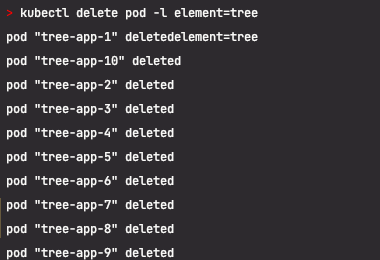 > kubectl delete pod -l element=tree
pod "tree-app-1" deletedelement=tree
pod "tree-app-10" deleted
pod "tree-app-2" deleted
pod "tree-app-3" deleted
pod "tree-app-4" deleted
pod "tree-app-5" deleted
pod "tree-app-6" deleted
pod "tree-app-7" deleted
pod "tree-app-8" deleted
pod "tree-app-9" deleted